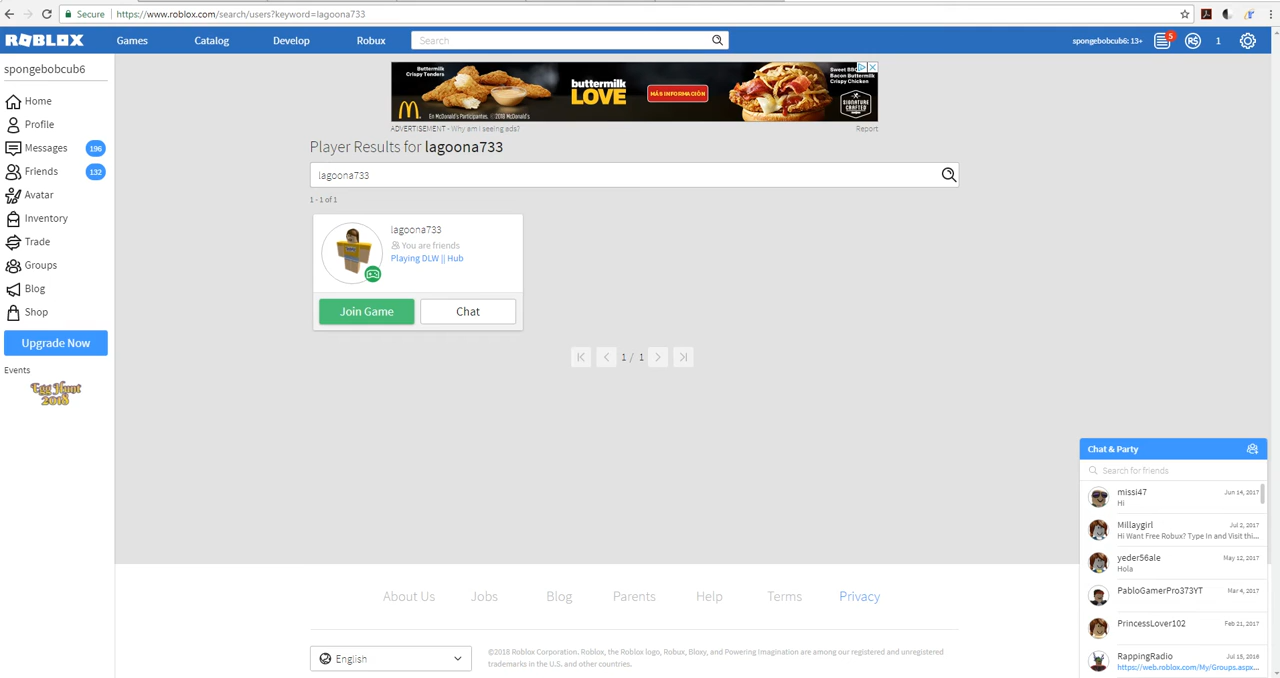 Secure https://www.roblox.com/search/users?keyword=lagoona733
ROBLOX Games Catalog Develop Robux Search spongebobcub6: 13+ 5 R$ 1
spongebobcub6
Home
Profile
Messages 196
Friends 132
Avatar
Inventory
Trade
Groups
Blog
Shop
Upgrade Now
Events
Egg Hunt
2018
Buttermilk
Crispy Tenders
M
En McDonald's Participantes. ©2018 McDonald's
buttermilk
LOVE
MÁS INFORMACIÓN
Sweet BBQ
Bacon Buttermilk
Crispy Chicken
SIGNATURE
CRAFTED
ADVERTISEMENT - Why am I seeing ads? Report
Player Results for lagoona733
lagoona733
1 - 1 of 1
lagoona733
You are friends
Playing DLW || Hub
Join Game Chat
1 / 1
Chat & Party
Search for friends
missi47 Jun 14, 2017
Hi
Millaygirl Jul 2, 2017
Hi Want Free Robux? Type In and Visit thi...
yeder56ale May 12, 2017
Hola
PabloGamerPro373YT Mar 4, 2017
PrincessLover102 Feb 21, 2017
RappingRadio Jul 15, 2016
https://web.roblox.com/My/Groups.aspx...
About Us Jobs Blog Parents Help Terms Privacy
English
©2018 Roblox Corporation. Roblox, the Roblox logo, Robux, Bloxy, and Powering Imagination are among our registered and unregistered
trademarks in the U.S. and other countries.